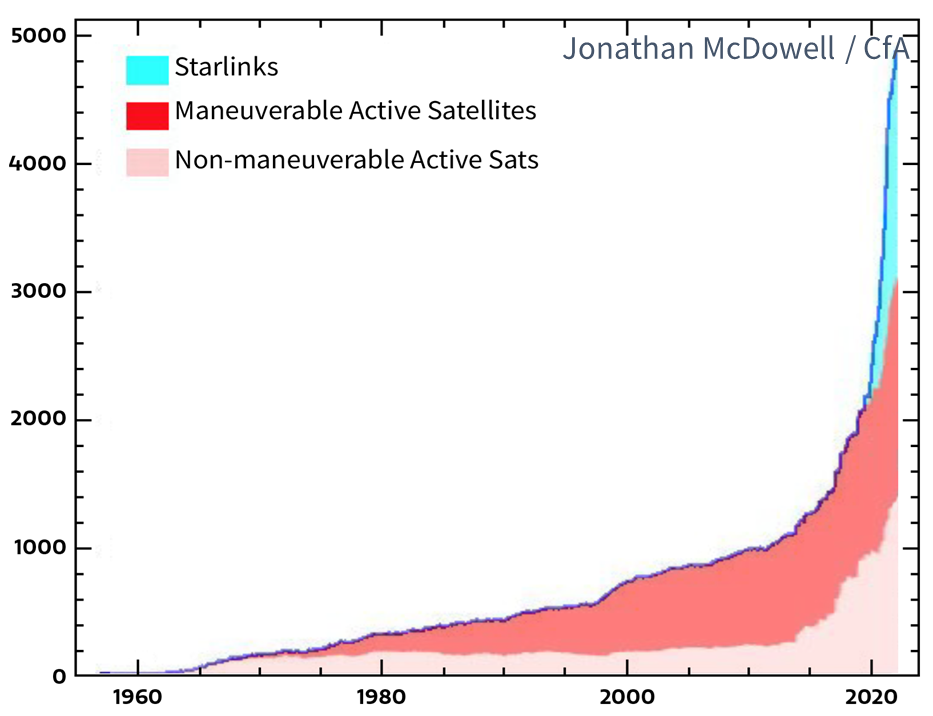 5000
Jonathan McDowell / CfA
Starlinks
Maneuverable Active Satellites
4000
Non-maneuverable Active Sats
3000
2000
1000
0
1960 1980 2000 2020